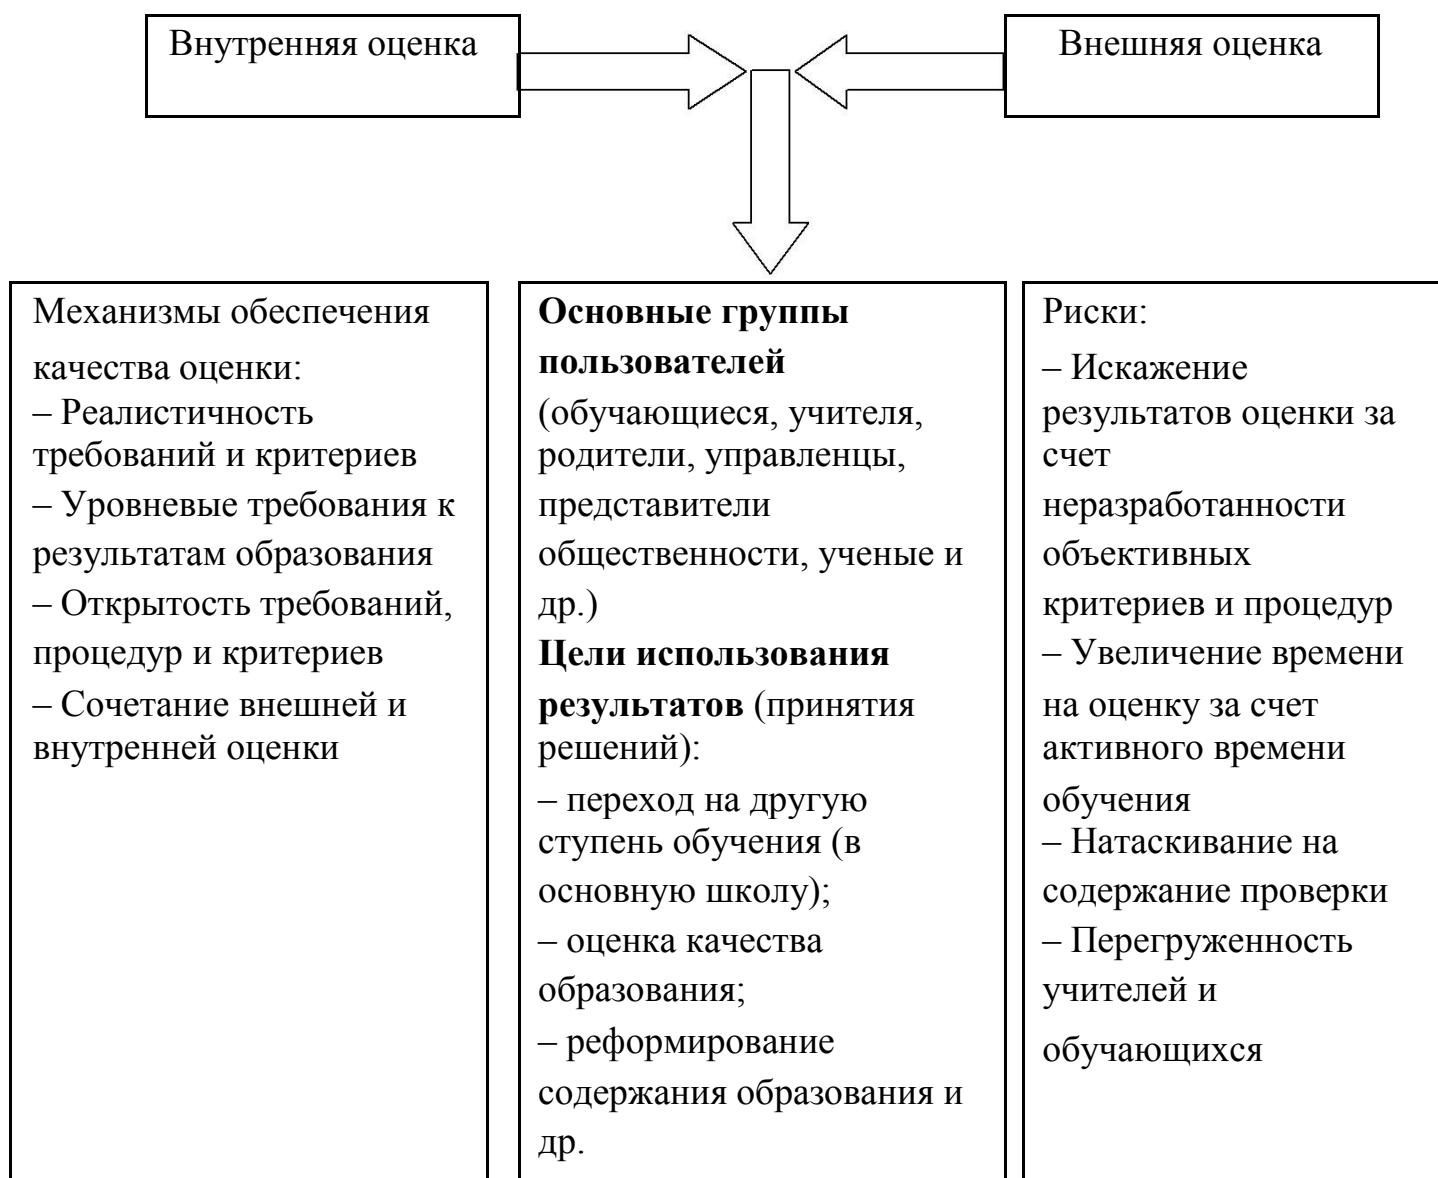 Внутренняя оценка
Внешняя оценка
Механизмы обеспечения
качества оценки:
– Реалистичность
требований и критериев
– Уровневые требования к
результатам образования
– Открытость требований,
процедур и критериев
– Сочетание внешней и
внутренней оценки
Основные группы
пользователей
(обучающиеся, учителя,
родители, управленцы,
представители
общественности, ученые и
др.)
Цели использования
результатов (принятия
решений):
– переход на другую
ступень обучения (в
основную школу);
– оценка качества
образования;
– реформирование
содержания образования и
др.
Риски:
– Искажение
результатов оценки за
счет
неразработанности
объективных
критериев и процедур
– Увеличение времени
на оценку за счет
активного времени
обучения
– Натаскивание на
содержание проверки
– Перегруженность
учителей и
обучающихся